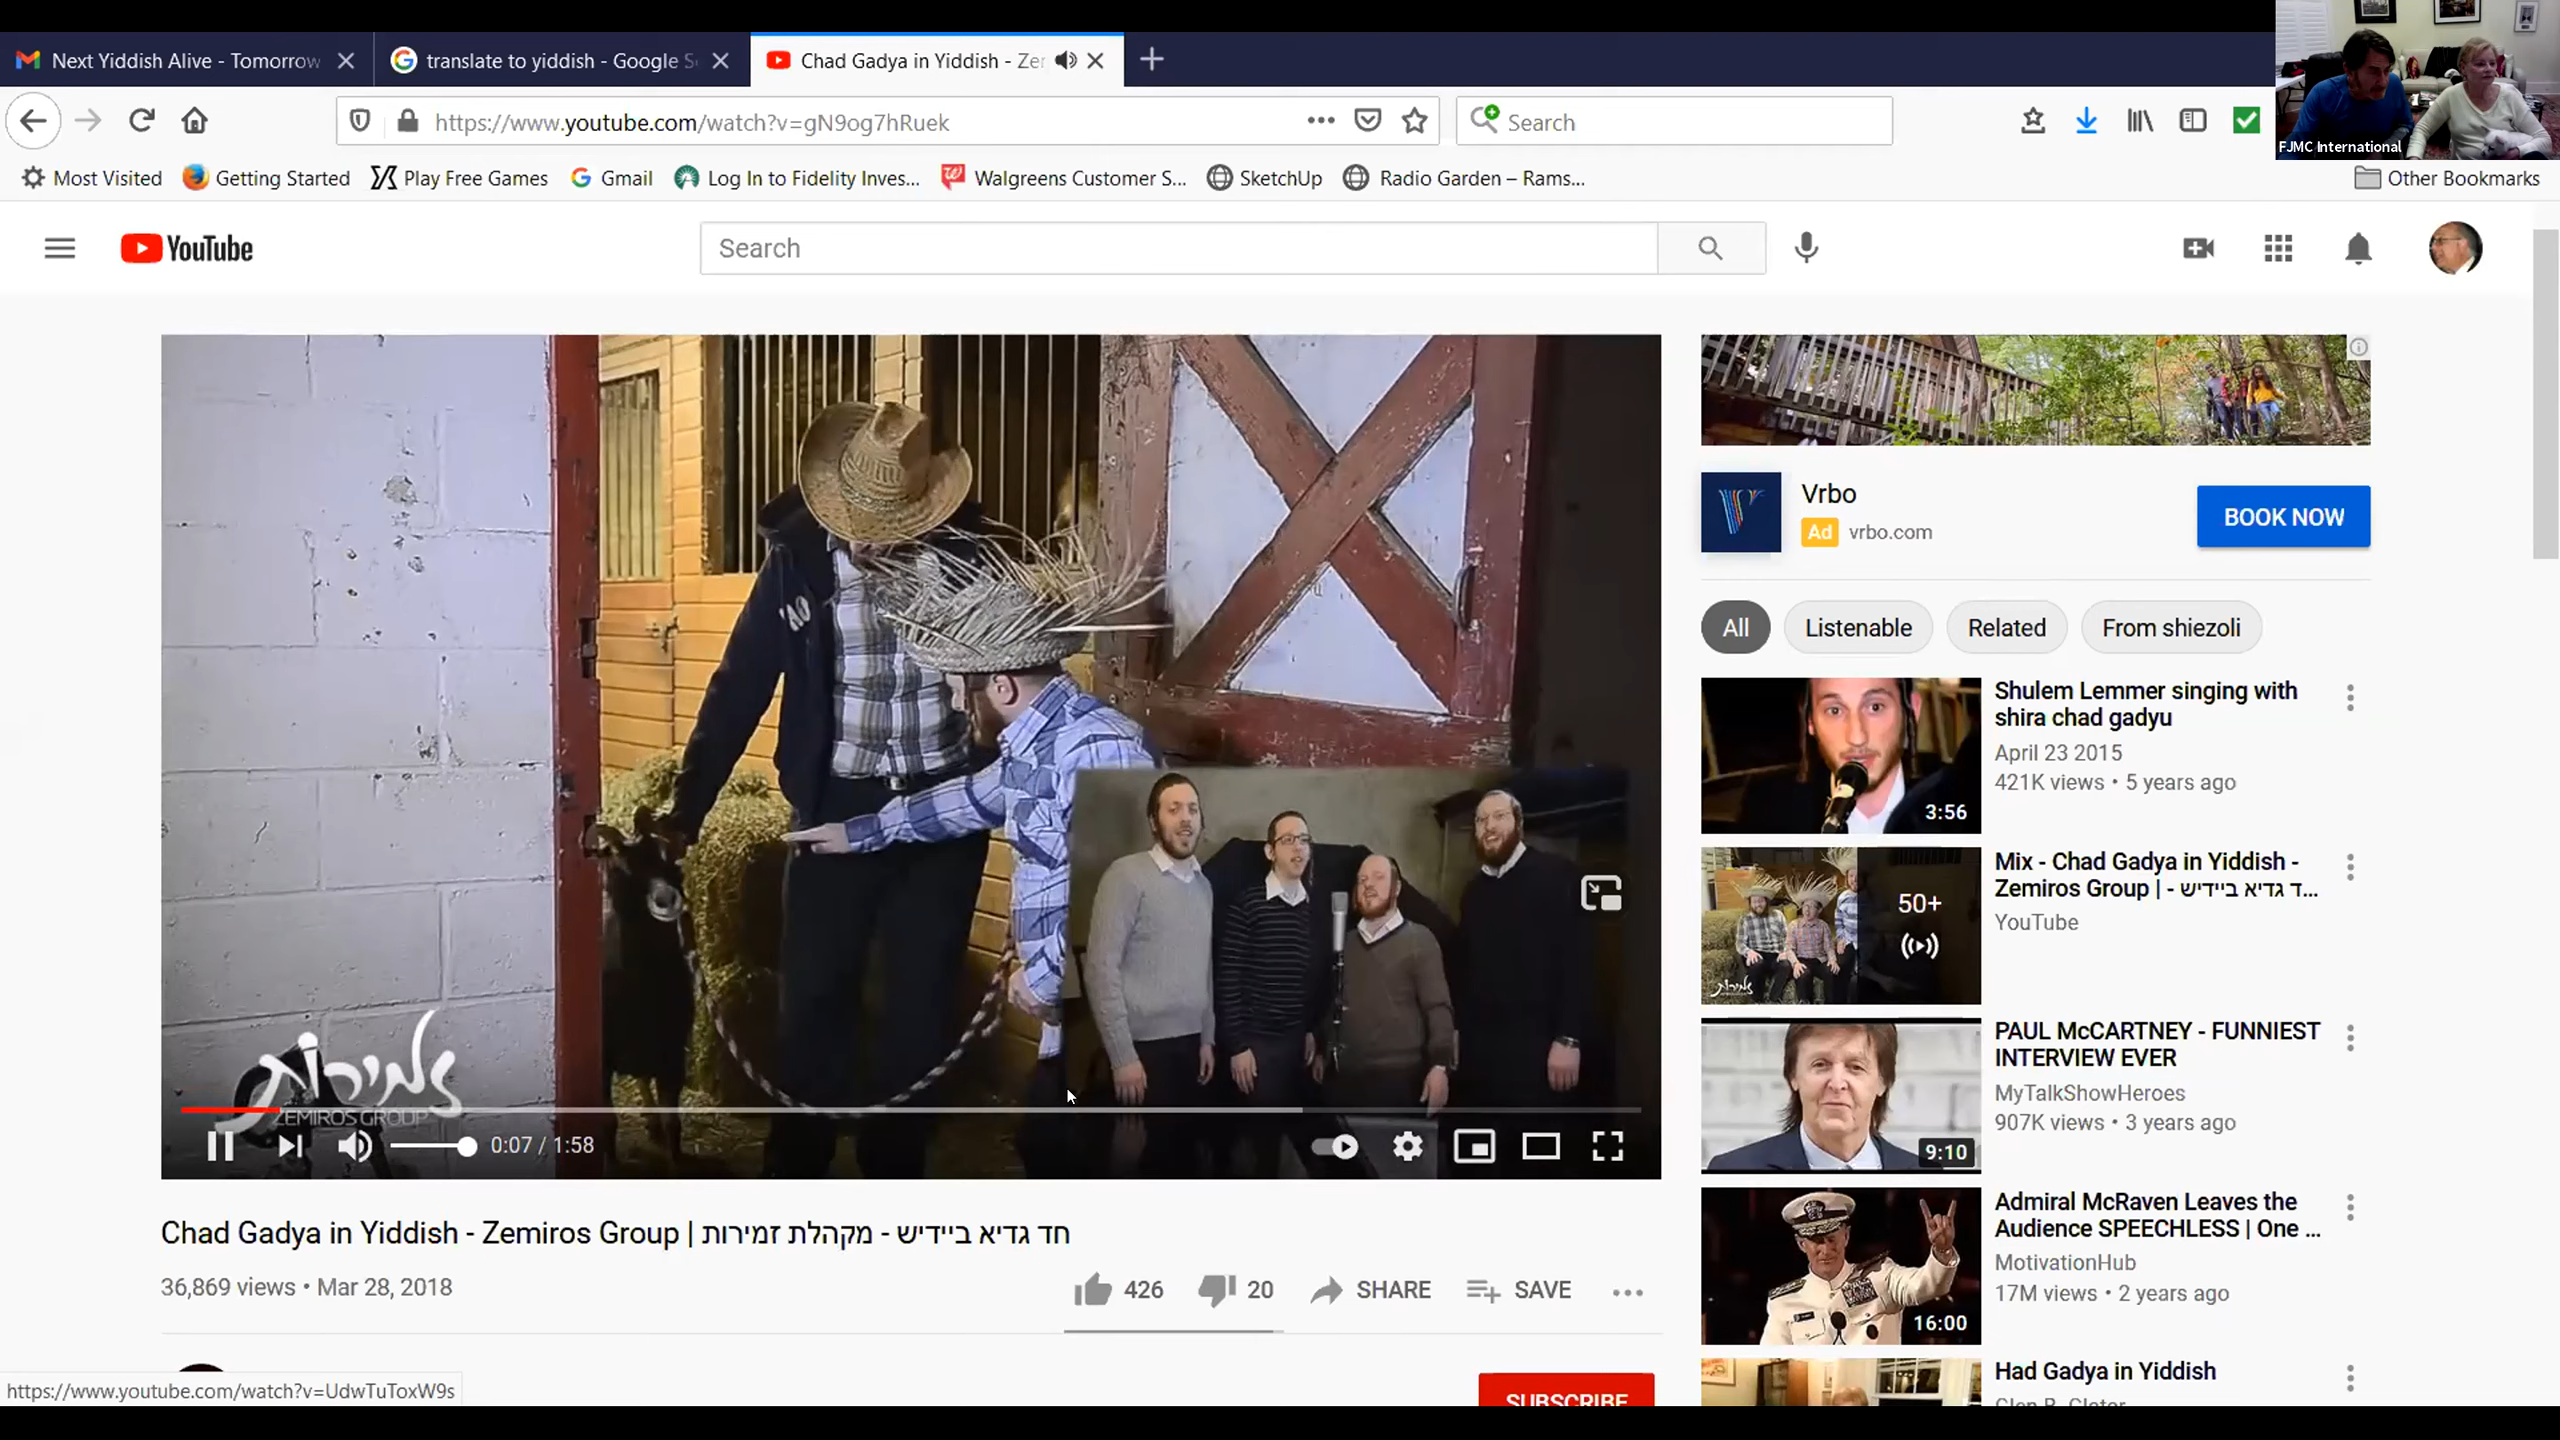 Next Yiddish Alive - Tomorrow
translate to yiddish - Google S
Chad Gadya in Yiddish - Zer
FJMC International
https://www.youtube.com/watch?v=gN9og7hRuek
Search
Most Visited
Getting Started
Play Free Games
Gmail
Log In to Fidelity Inves...
Walgreens Customer S...
SketchUp
Radio Garden – Rams...
Other Bookmarks
YouTube
Search
Vrbo
Ad vrbo.com
BOOK NOW
All
Listenable
Related
From shiezoli
Shulem Lemmer singing with
shira chad gadyu
April 23 2015
421K views • 5 years ago
3:56
Mix - Chad Gadya in Yiddish -
Zemiros Group | - ד גדיא ביידיש ...
YouTube
50+
זמירות
PAUL McCARTNEY - FUNNIEST
INTERVIEW EVER
MyTalkShowHeroes
907K views • 3 years ago
9:10
Admiral McRaven Leaves the
Audience SPEECHLESS | One ...
MotivationHub
17M views • 2 years ago
16:00
Had Gadya in Yiddish
זמירות
ZEMIROS GROUP
0:07 / 1:58
Chad Gadya in Yiddish - Zemiros Group | חד גדיא ביידיש - מקהלת זמירות
36,869 views • Mar 28, 2018
426
20
SHARE
SAVE
SUBSCRIBE
https://www.youtube.com/watch?v=UdwTuToxW9s